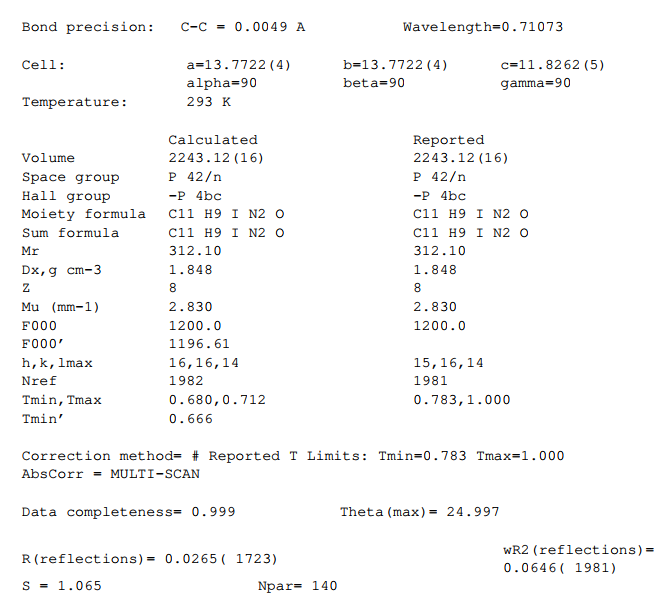 Bond precision: C-C = 0.0049 A Wavelength=0.71073
Cell: a=13.7722(4) b=13.7722(4) c=11.8262(5)
alpha=90 beta=90 gamma=90
Temperature: 293 K
Calculated Reported
Volume 2243.12(16) 2243.12(16)
Space group P 42/n P 42/n
Hall group -P 4bc -P 4bc
Moiety formula C11 H9 I N2 O C11 H9 I N2 O
Sum formula C11 H9 I N2 O C11 H9 I N2 O
Mr 312.10 312.10
Dx,g cm-3 1.848 1.848
Z 8 8
Mu (mm-1) 2.830 2.830
F000 1200.0 1200.0
F000' 1196.61
h,k,lmax 16,16,14 15,16,14
Nref 1982 1981
Tmin,Tmax 0.680,0.712 0.783,1.000
Tmin' 0.666
Correction method= # Reported T Limits: Tmin=0.783 Tmax=1.000
AbsCorr = MULTI-SCAN
Data completeness= 0.999 Theta(max)= 24.997
R(reflections)= 0.0265( 1723) wR2(reflections)=
0.0646( 1981)
S = 1.065 Npar= 140